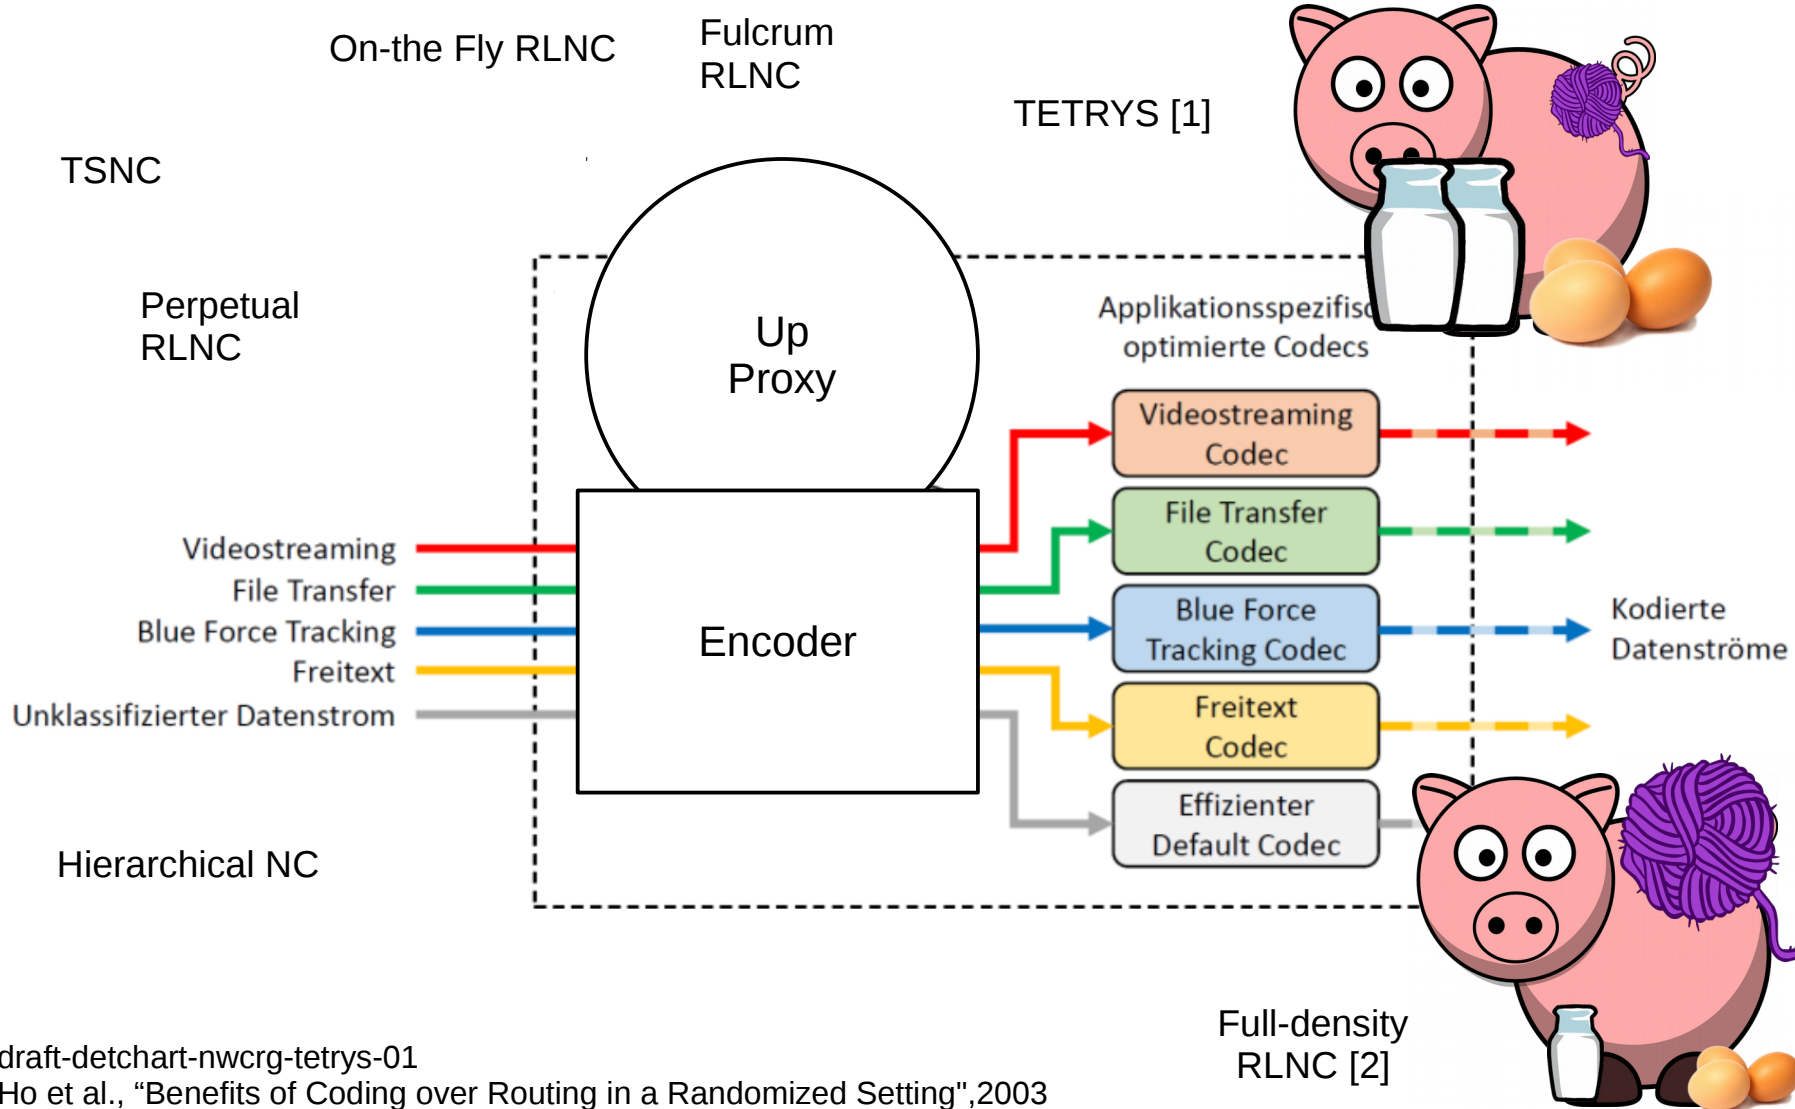 On-the Fly RLNC
Fulcrum
RLNC
TETRYS [1]
TSNC
Perpetual
RLNC
Up
Proxy
Applikationsspezifisc
optimierte Codecs
Videostreaming
Codec
File Transfer
Codec
Videostreaming
File Transfer
Blue Force Tracking
Freitext
Unklassifizierter Datenstrom
Encoder
Blue Force
Tracking Codec
Kodierte
Datenströme
Freitext
Codec
Effizienter
Default Codec
Hierarchical NC
Full-density
RLNC [2]
draft-detchart-nwcrg-tetrys-01
Ho et al., “Benefits of Coding over Routing in a Randomized Setting",2003